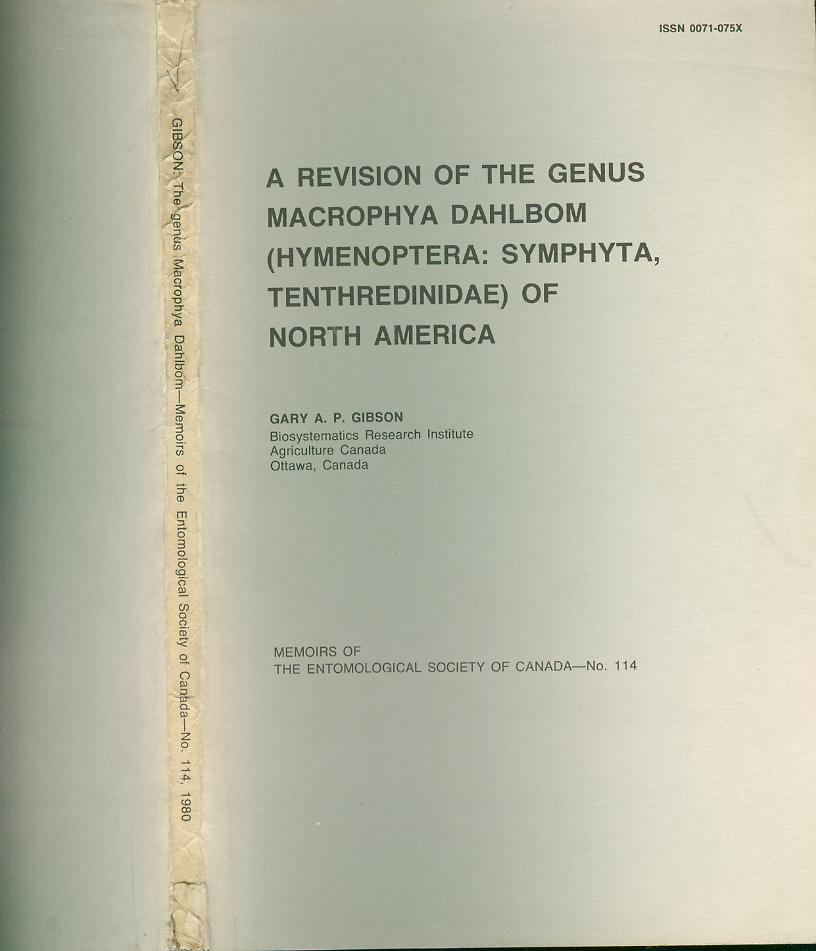 ISSN 0071-075X
A REVISION OF THE GENUS
MACROPHYA DAHLBOM
(HYMENOPTERA: SYMPHYTA,
TENTHREDINIDAE) OF
NORTH AMERICA
GARY A. P. GIBSON
Biosystematics Research Institute
Agriculture Canada
Ottawa, Canada
MEMOIRS OF
THE ENTOMOLOGICAL SOCIETY OF CANADA—No. 114
GIBSON: The genus Macrophya Dahlbom—Memoirs of the Entomological Society of Canada—No. 114, 1980